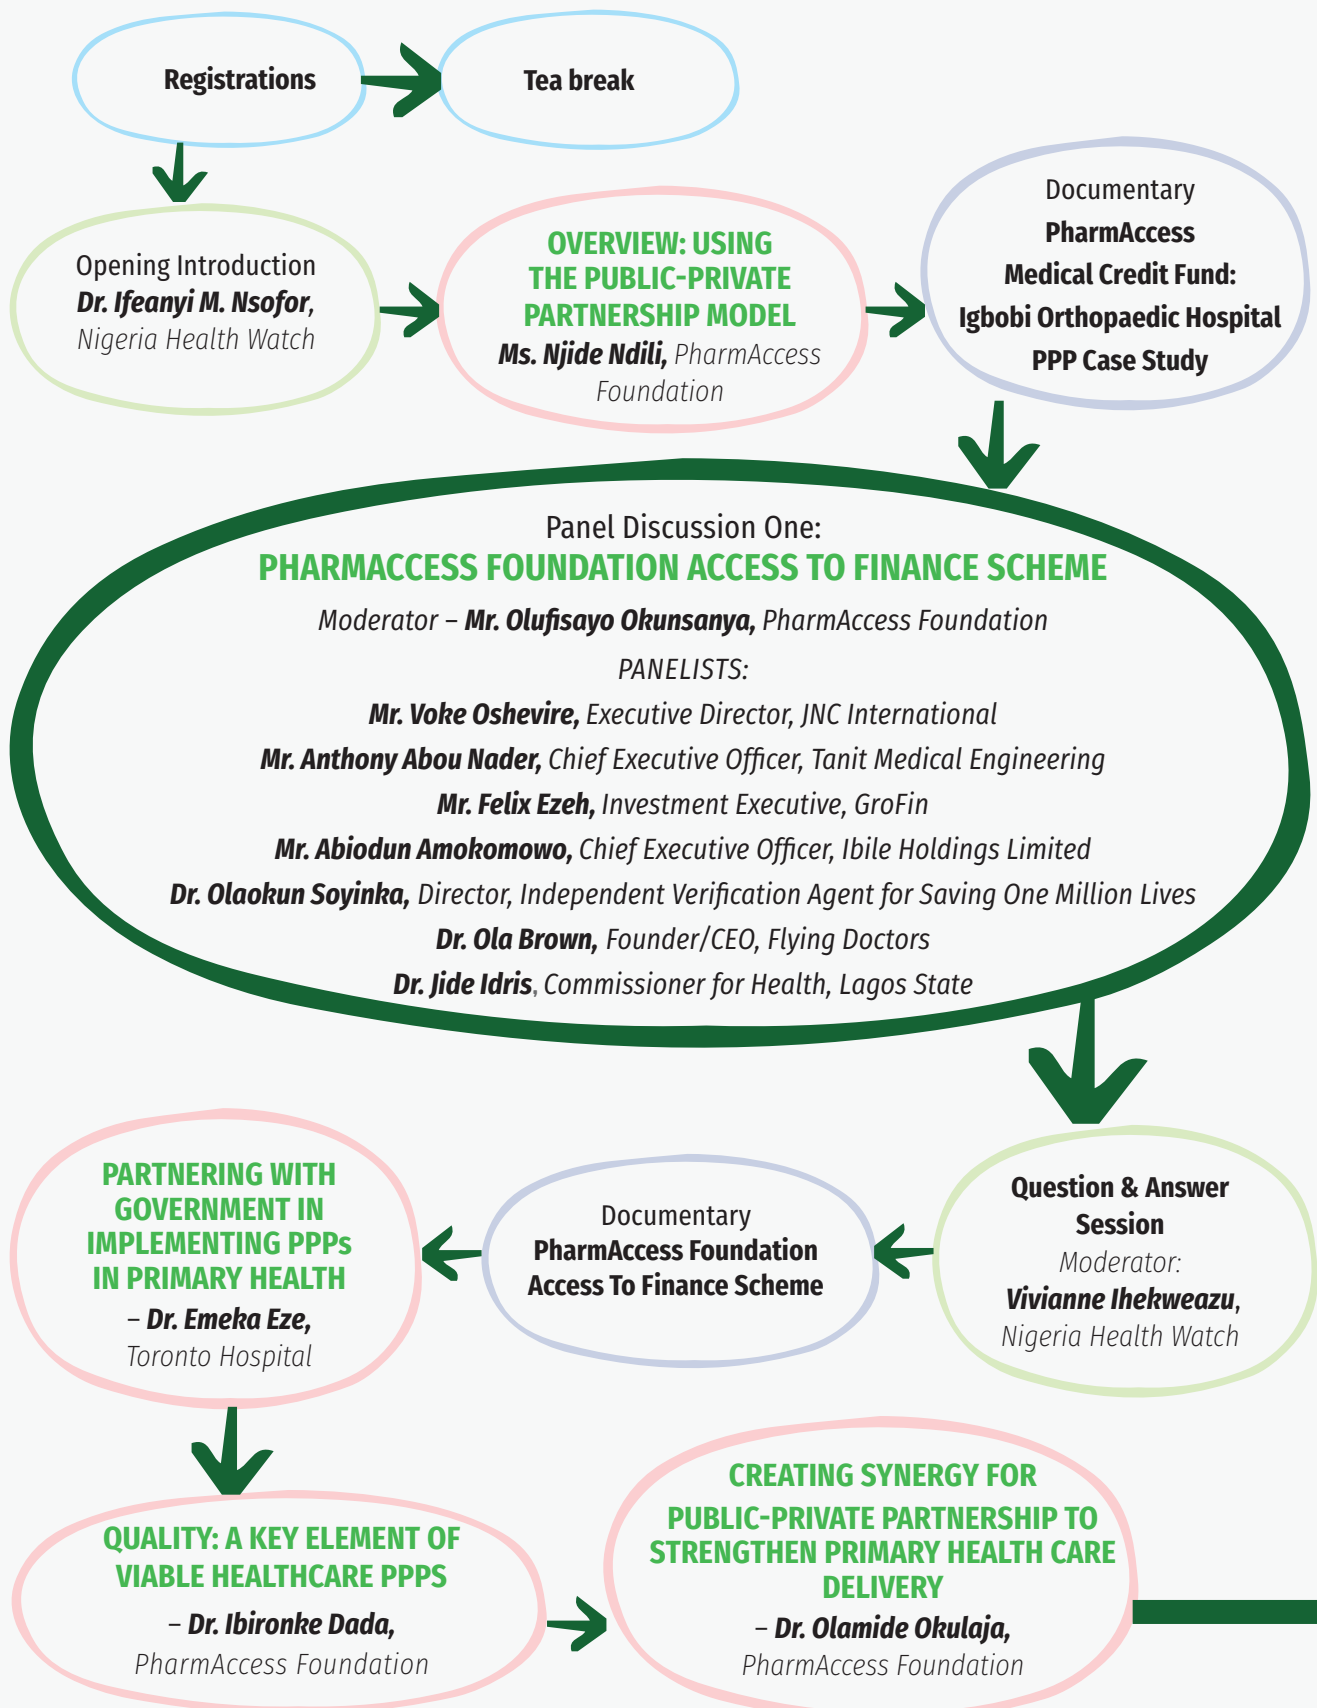 Registrations
Tea break
Opening Introduction
Dr. Ifeanyi M. Nsofor,
Nigeria Health Watch
OVERVIEW: USING
THE PUBLIC-PRIVATE
PARTNERSHIP MODEL
Ms. Njide Ndili, PharmAccess
Foundation
Documentary
PharmAccess
Medical Credit Fund:
Igbobi Orthopaedic Hospital
PPP Case Study
Panel Discussion One:
PHARMACCESS FOUNDATION ACCESS TO FINANCE SCHEME
Moderator – Mr. Olufisayo Okunsanya, PharmAccess Foundation
PANELISTS:
Mr. Voke Oshevire, Executive Director, JNC International
Mr. Anthony Abou Nader, Chief Executive Officer, Tanit Medical Engineering
Mr. Felix Ezeh, Investment Executive, GroFin
Mr. Abiodun Amokomowo, Chief Executive Officer, Ibile Holdings Limited
Dr. Olaokun Soyinka, Director, Independent Verification Agent for Saving One Million Lives
Dr. Ola Brown, Founder/CEO, Flying Doctors
Dr. Jide Idris, Commissioner for Health, Lagos State
Question & Answer
Session
Moderator:
Vivianne Ihekweazu,
Nigeria Health Watch
Documentary
PharmAccess Foundation
Access To Finance Scheme
PARTNERING WITH
GOVERNMENT IN
IMPLEMENTING PPPs
IN PRIMARY HEALTH
– Dr. Emeka Eze,
Toronto Hospital
QUALITY: A KEY ELEMENT OF
VIABLE HEALTHCARE PPPS
– Dr. Ibironke Dada,
PharmAccess Foundation
CREATING SYNERGY FOR
PUBLIC-PRIVATE PARTNERSHIP TO
STRENGTHEN PRIMARY HEALTH CARE
DELIVERY
– Dr. Olamide Okulaja,
PharmAccess Foundation